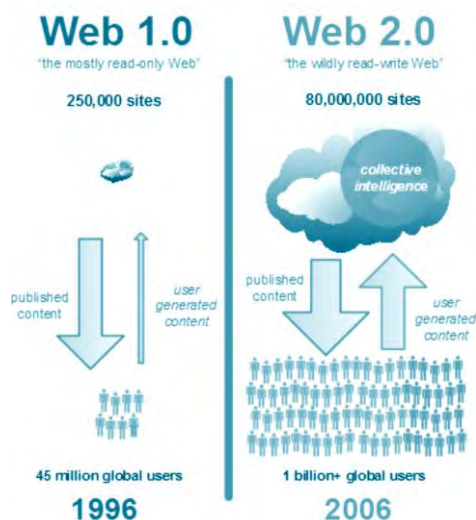 Web 1.0
"the mostly read-only Web"
250,000 sites
published
content
user
generated
content
45 million global users
1996
Web 2.0
"the wildly read-write Web"
80,000,000 sites
collective
intelligence
published
content
user
generated
content
1 billion+ global users
2006